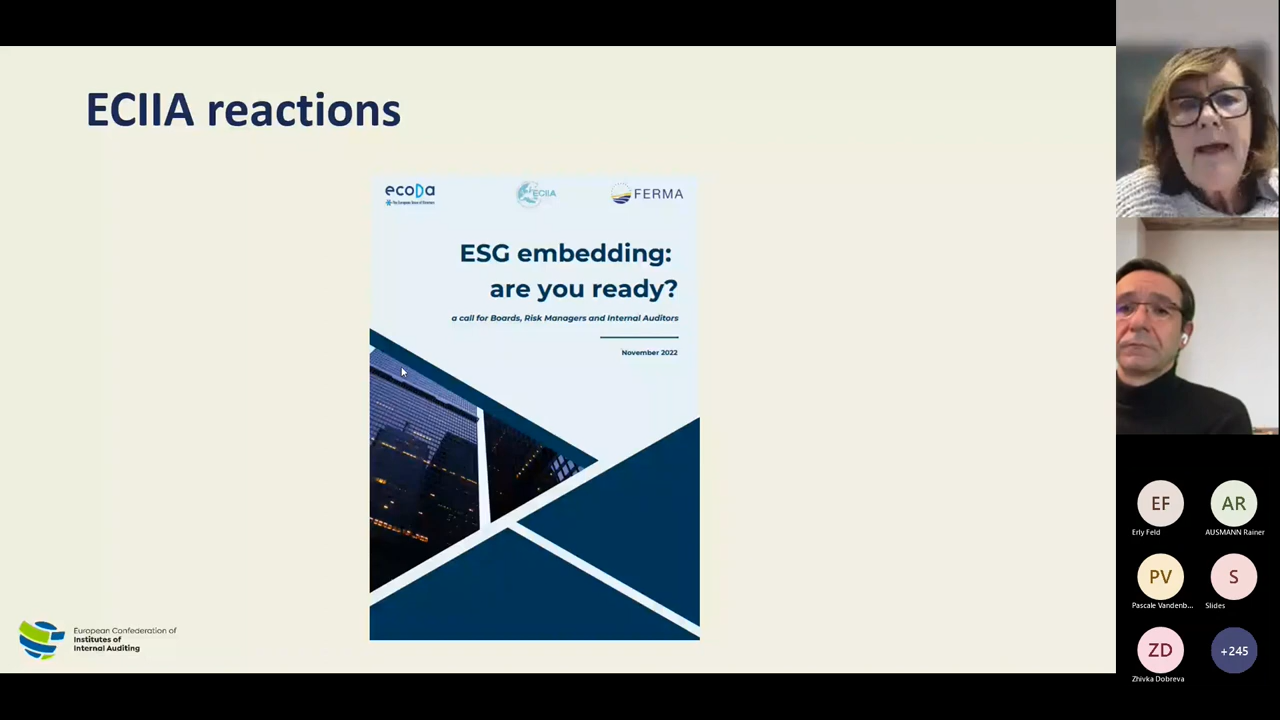 ECIIA reactions
ecoDa
The European Voice of Directors
ECIIA
FERMA
ESG embedding:
are you ready?
a call for Boards, Risk Managers and Internal Auditors
November 2022
European Confederation of
Institutes of
Internal Auditing
EF
AR
Erly Feld
AUSMANN Rainer
PV
S
Pascale Vandenb...
Slides
ZD
+245
Zhivka Dobreva